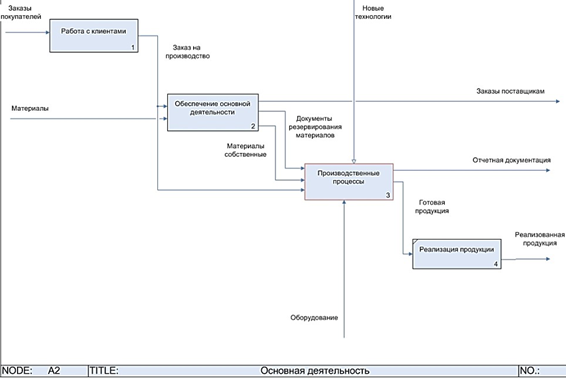 Заказы
покупателей
Новые
технологии
Работа с клиентами
1
Заказ на
производство
Заказы поставщикам
Материалы
Обеспечение основной
деятельности
2
Документы
резервирования
материалов
Материалы
собственные
Отчетная документация
Производственные
процессы
3
Готовая
продукция
Реализованная
продукция
Реализация продукции
4
Оборудование
NODE: A2 TITLE: Основная деятельность NO.: